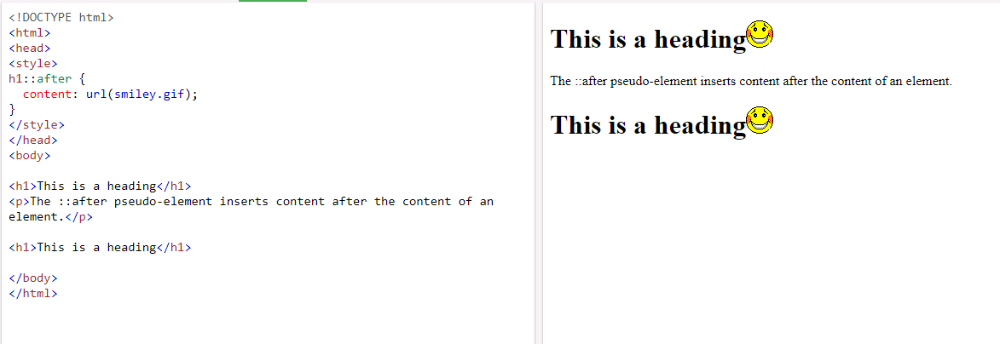 <!DOCTYPE html>
<html>
<head>
<style>
h1::after {
  content: url(smiley.gif);
}
</style>
</head>
<body>

<h1>This is a heading</h1>
<p>The ::after pseudo-element inserts content after the content of an
element.</p>

<h1>This is a heading</h1>

</body>
</html>
This is a heading
The ::after pseudo-element inserts content after the content of an element.
This is a heading